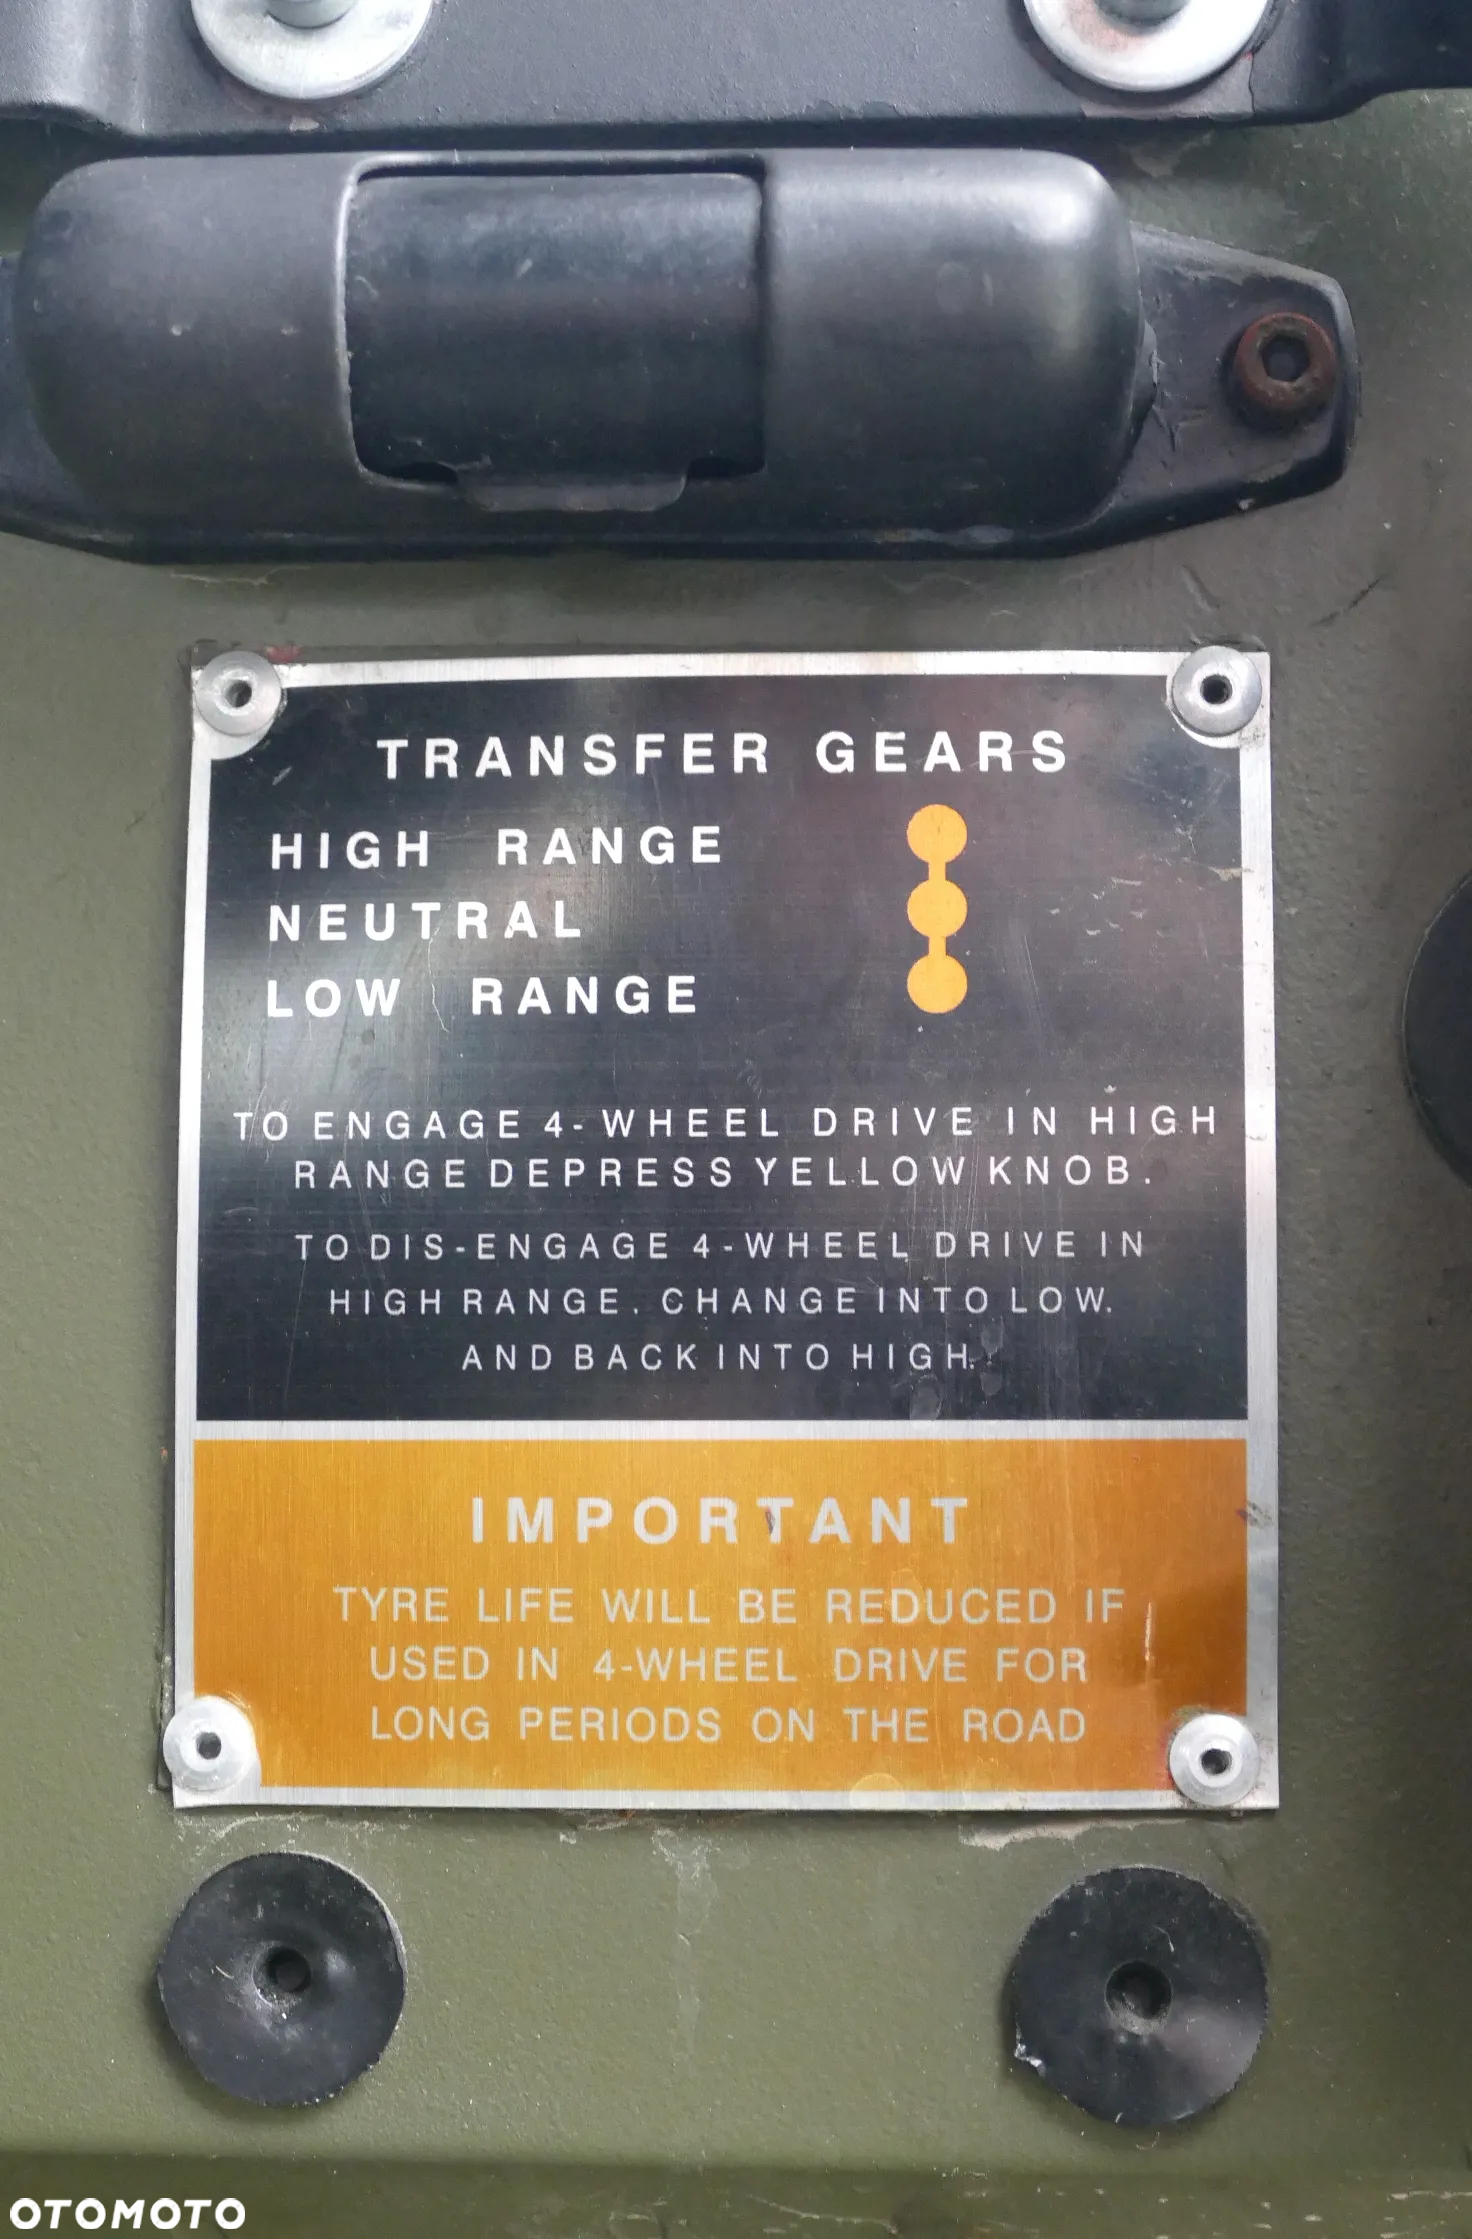 TRANSFER GEARS
HIGH RANGE
NEUTRAL
LOW RANGE
TO ENGAGE 4-WHEEL DRIVE IN HIGH
RANGE DEPRESS YELLOW KNOB.
TO DIS-ENGAGE 4-WHEEL DRIVE IN
HIGH RANGE. CHANGE INTO LOW.
AND BACK INTO HIGH.
IMPORTANT
TYRE LIFE WILL BE REDUCED IF
USED IN 4-WHEEL DRIVE FOR
LONG PERIODS ON THE ROAD
OTOMOTO